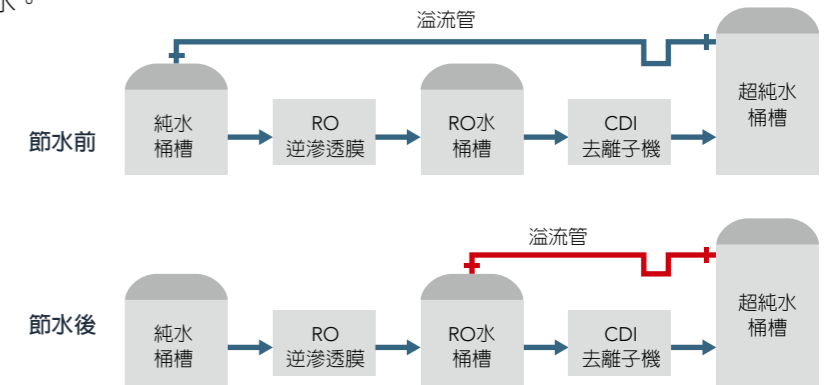 水。
溢流管
節水前
純水
桶槽
RO
逆滲透膜
RO水
桶槽
CDI
去離子機
超純水
桶槽
溢流管
節水後
純水
桶槽
RO
逆滲透膜
RO水
桶槽
CDI
去離子機
超純水
桶槽